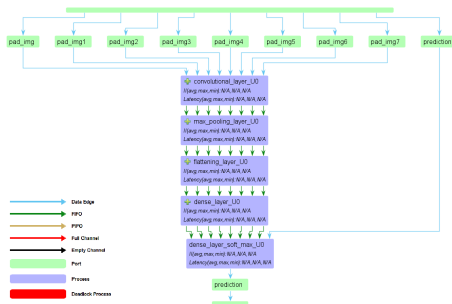 pad_img pad_img1 pad_img2 pad_img3 pad_img4 pad_img5 pad_img6 pad_img7 prediction
convolutional_layer_U0
II(avg,max,min):N/A,N/A,N/A
Latency(avg,max,min):N/A,N/A,N/A
max_pooling_layer_U0
II(avg,max,min):N/A,N/A,N/A
Latency(avg,max,min):N/A,N/A,N/A
flattening_layer_U0
II(avg,max,min):N/A,N/A,N/A
Latency(avg,max,min):N/A,N/A,N/A
dense_layer_U0
II(avg,max,min):N/A,N/A,N/A
Latency(avg,max,min):N/A,N/A,N/A
dense_layer_soft_max_U0
II(avg,max,min):N/A,N/A,N/A
Latency(avg,max,min):N/A,N/A,N/A
prediction
Data Edge
FIFO
PIPO
Full Channel
Empty Channel
Port
Process
Deadlock Process